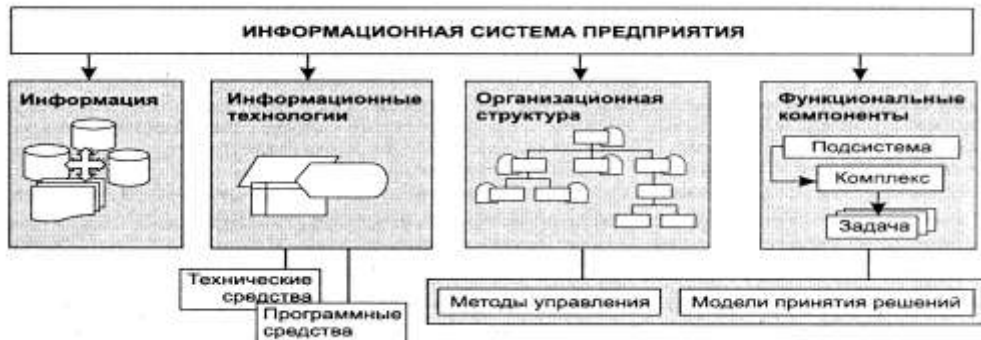 ИНФОРМАЦИОННАЯ СИСТЕМА ПРЕДПРИЯТИЯ
Информация
Информационные
технологии
Организационная
структура
Функциональные
компоненты
Подсистема
Комплекс
Задача
Технические
средства
Программные
средства
Методы управления
Модели принятия решений